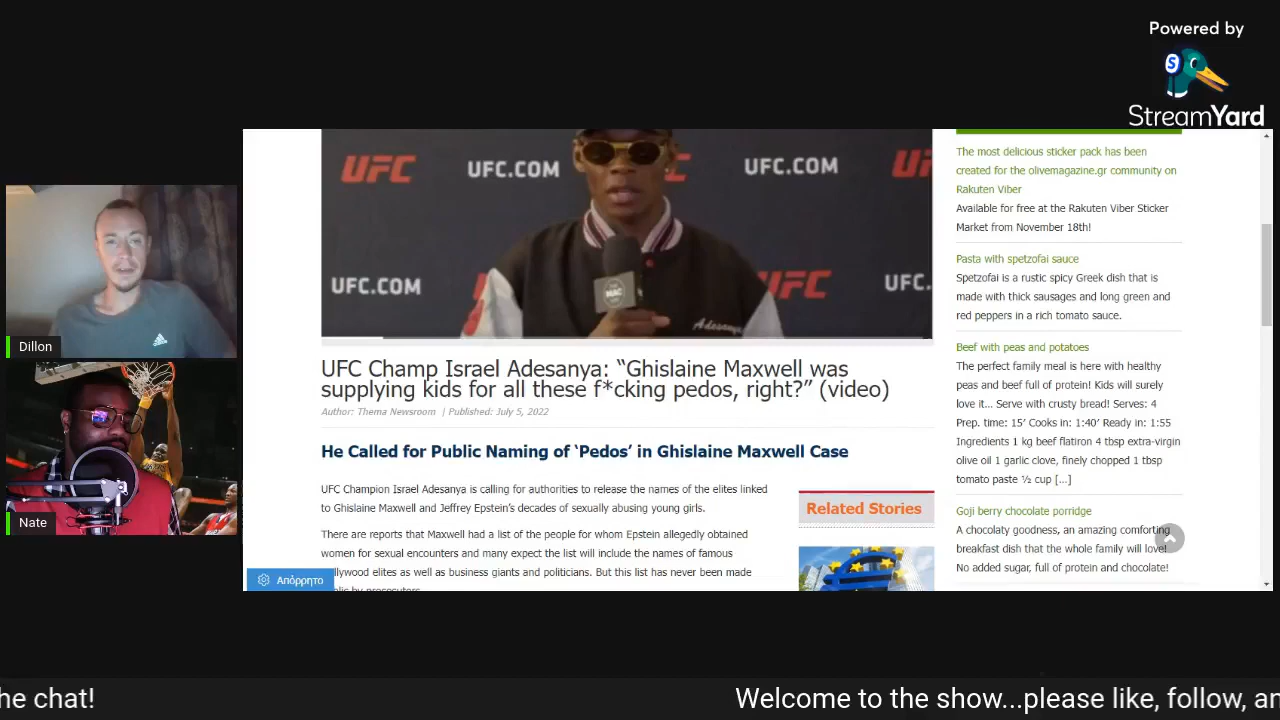 Powered by
StreamYard
UFC
UFC.COM
UFC.COM
UFC.COM
UFC
UFC.
Adesanya
UFC Champ Israel Adesanya: “Ghislaine Maxwell was
supplying kids for all these f*cking pedos, right?” (video)
Author: Thema Newsroom | Published: July 5, 2022
He Called for Public Naming of ‘Pedos’ in Ghislaine Maxwell Case
UFC Champion Israel Adesanya is calling for authorities to release the names of the elites linked
to Ghislaine Maxwell and Jeffrey Epstein’s decades of sexually abusing young girls.
There are reports that Maxwell had a list of the people for whom Epstein allegedly obtained
women for sexual encounters and many expect the list will include the names of famous
llywood elites as well as business giants and politicians. But this list has never been made
by prosecutors
Απόρρητο
Related Stories
The most delicious sticker pack has been
created for the olivemagazine.gr community on
Rakuten Viber
Available for free at the Rakuten Viber Sticker
Market from November 18th!
Pasta with spetzofai sauce
Spetzofai is a rustic spicy Greek dish that is
made with thick sausages and long green and
red peppers in a rich tomato sauce.
Beef with peas and potatoes
The perfect family meal is here with healthy
peas and beef full of protein! Kids will surely
love it… Serve with crusty bread! Serves: 4
Prep. time: 15’ Cooks in: 1:40’ Ready in: 1:55
Ingredients 1 kg beef flatiron 4 tbsp extra-virgin
olive oil 1 garlic clove, finely chopped 1 tbsp
tomato paste ½ cup […]
Goji berry chocolate porridge
A chocolaty goodness, an amazing comforting
breakfast dish that the whole family will love!
No added sugar, full of protein and chocolate!
Dillon
Nate
he chat!
Welcome to the show...please like, follow, an